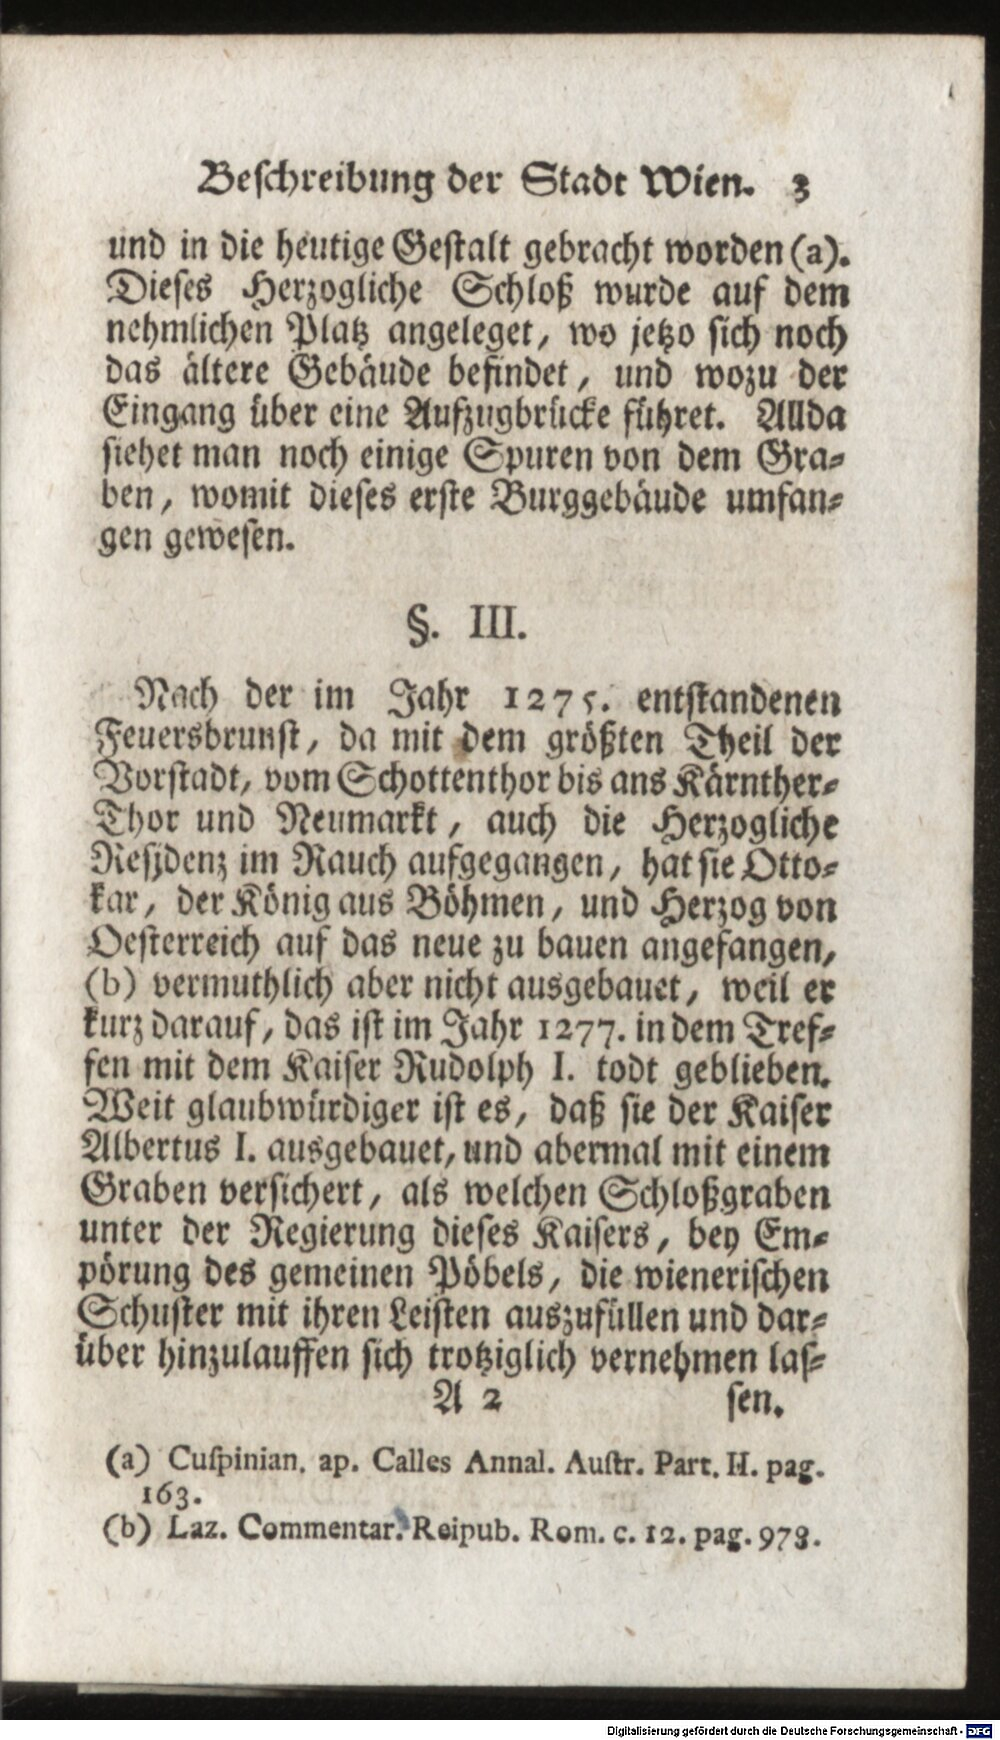 Beschreibung der Stadt Wien. 3
und in die heutige Gestalt gebracht worden (a).
Dieses Herzogliche Schloß wurde auf dem
nehmlichen Platz angeleget, wo jetzo sich noch
das ältere Gebäude befindet, und wozu der
Eingang über eine Aufzugbrücke führet. Allda
siehet man noch einige Spuren von dem Gra-
ben, womit dieses erste Burggebäude umfan-
gen gewesen.
§. III.
Nach der im Jahr 1275. entstandenen
Feuersbrunst, da mit dem größten Theil der
Vorstadt, vom Schottenthor bis ans Kärnther-
Thor und Neumarkt, auch die Herzogliche
Residenz im Rauch aufgegangen, hat sie Otto-
kar, der König aus Böhmen, und Herzog von
Oesterreich auf das neue zu bauen angefangen,
(b) vermuthlich aber nicht ausgebauet, weil er
kurz darauf, das ist im Jahr 1277. in dem Tref-
fen mit dem Kaiser Rudolph I. todt geblieben.
Weit glaubwürdiger ist es, daß sie der Kaiser
Albertus I. ausgebauet, und abermal mit einem
Graben versichert, als welchen Schloßgraben
unter der Regierung dieses Kaisers, bey Em-
pörung des gemeinen Pöbels, die wienerischen
Schuster mit ihren Leisten auszufüllen und dar-
über hinzulauffen sich trotziglich vernehmen las-
A 2 sen.
(a) Cuspinian. ap. Calles Annal. Austr. Part. II. pag.
163.
(b) Laz. Commentar. Reipub. Rom. c. 12. pag. 973.
Digitalisierung gefördert durch die Deutsche Forschungsgemeinschaft - DFG